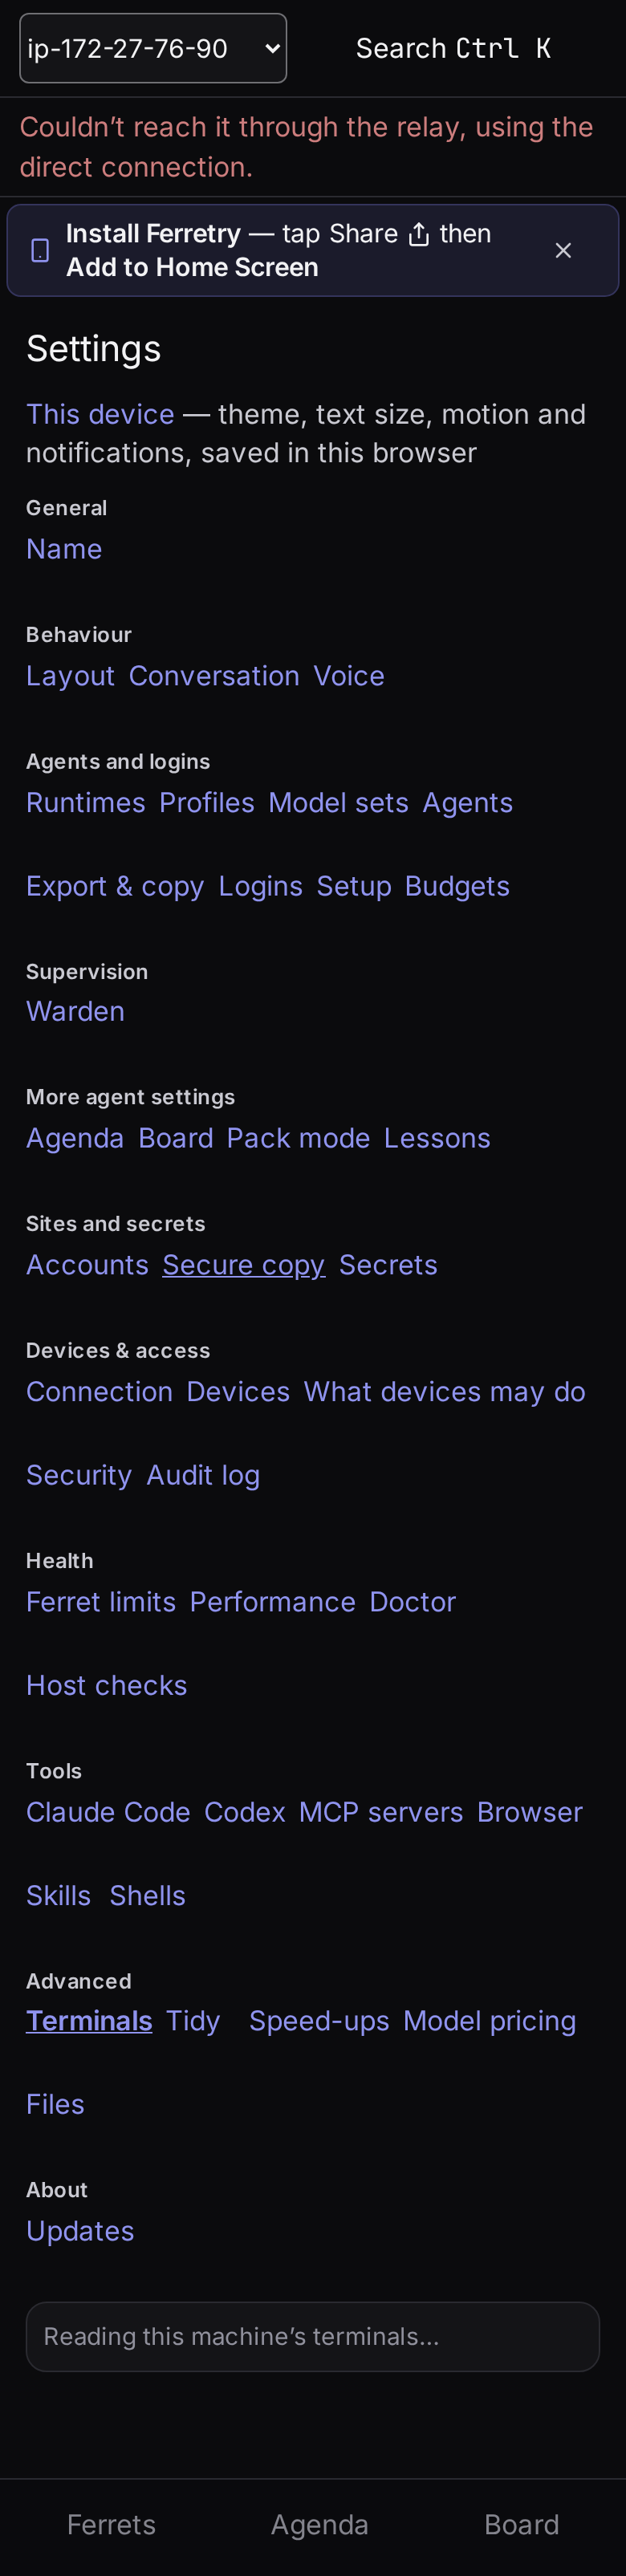 ip-172-27-76-90
Search Ctrl K
Couldn’t reach it through the relay, using the
direct connection.
Install Ferretry — tap Share then
Add to Home Screen
Settings
This device — theme, text size, motion and
notifications, saved in this browser
General
Name
Behaviour
Layout Conversation Voice
Agents and logins
Runtimes Profiles Model sets Agents
Export & copy Logins Setup Budgets
Supervision
Warden
More agent settings
Agenda Board Pack mode Lessons
Sites and secrets
Accounts Secure copy Secrets
Devices & access
Connection Devices What devices may do
Security Audit log
Health
Ferret limits Performance Doctor
Host checks
Tools
Claude Code Codex MCP servers Browser
Skills Shells
Advanced
Terminals Tidy Speed-ups Model pricing
Files
About
Updates
Reading this machine’s terminals…
Ferrets Agenda Board